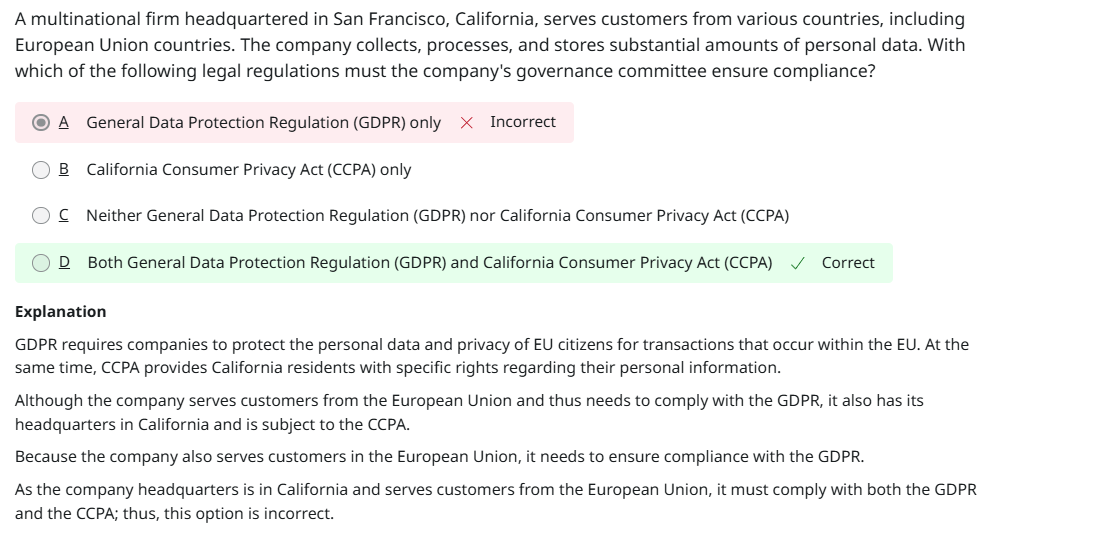 A multinational firm headquartered in San Francisco, California, serves customers from various countries, including
European Union countries. The company collects, processes, and stores substantial amounts of personal data. With
which of the following legal regulations must the company's governance committee ensure compliance?
A General Data Protection Regulation (GDPR) only Incorrect
B California Consumer Privacy Act (CCPA) only
C Neither General Data Protection Regulation (GDPR) nor California Consumer Privacy Act (CCPA)
D Both General Data Protection Regulation (GDPR) and California Consumer Privacy Act (CCPA) Correct
Explanation
GDPR requires companies to protect the personal data and privacy of EU citizens for transactions that occur within the EU. At the
same time, CCPA provides California residents with specific rights regarding their personal information.
Although the company serves customers from the European Union and thus needs to comply with the GDPR, it also has its
headquarters in California and is subject to the CCPA.
Because the company also serves customers in the European Union, it needs to ensure compliance with the GDPR.
As the company headquarters is in California and serves customers from the European Union, it must comply with both the GDPR
and the CCPA; thus, this option is incorrect.